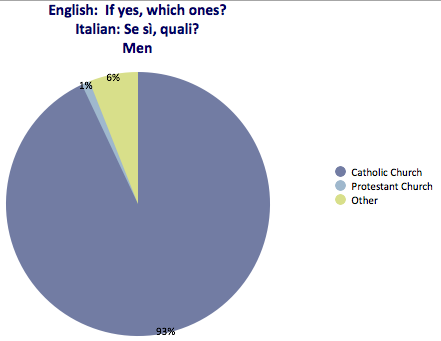 English:  If yes, which ones?
Italian: Se sì, quali?
Men
6%
1%
Catholic Church
Protestant Church
Other
93%